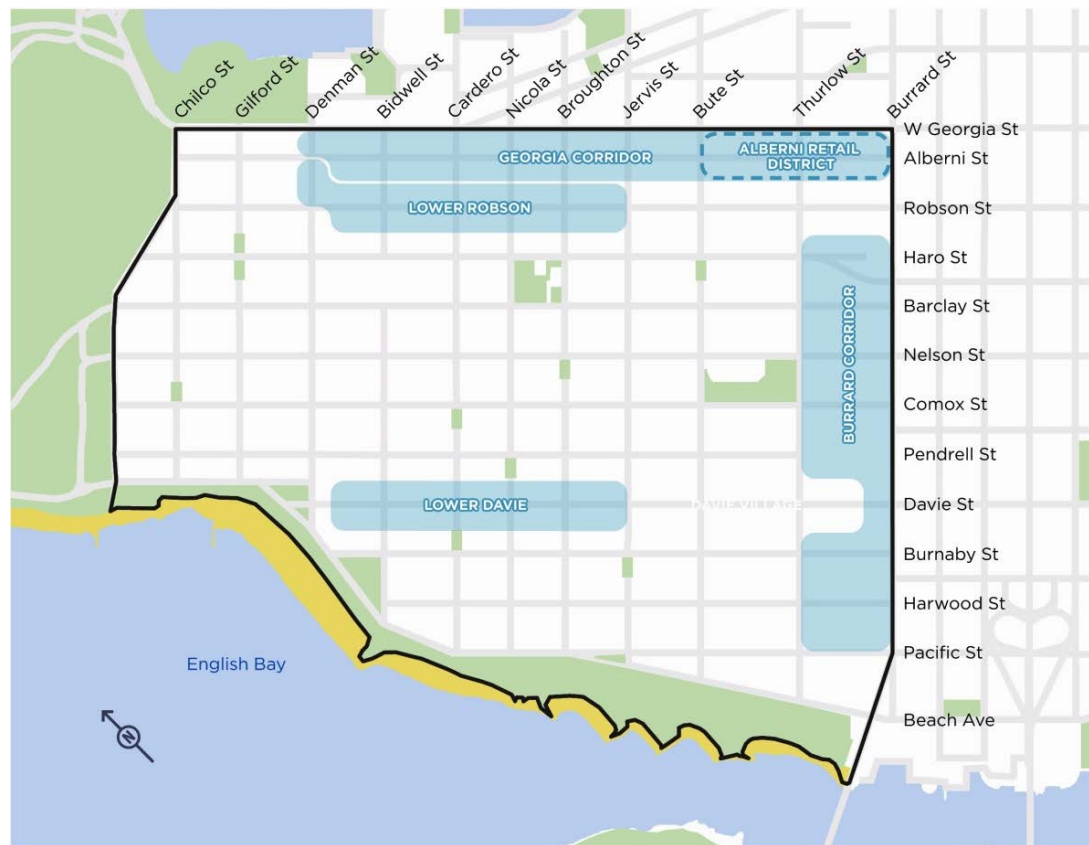 Chilco St
Gilford St
Denman St
Bidwell St
Cardero St
Nicola St
Broughton St
Jervis St
Bute St
Thurlow St
Burrard St
W Georgia St
GEORGIA CORRIDOR
ALBERNI RETAIL
DISTRICT
Alberni St
LOWER ROBSON
Robson St
Haro St
Barclay St
BURRARD CORRIDOR
Nelson St
Comox St
Pendrell St
LOWER DAVIE
DAVIE VILLAGE
Davie St
Burnaby St
Harwood St
Pacific St
English Bay
Beach Ave
N